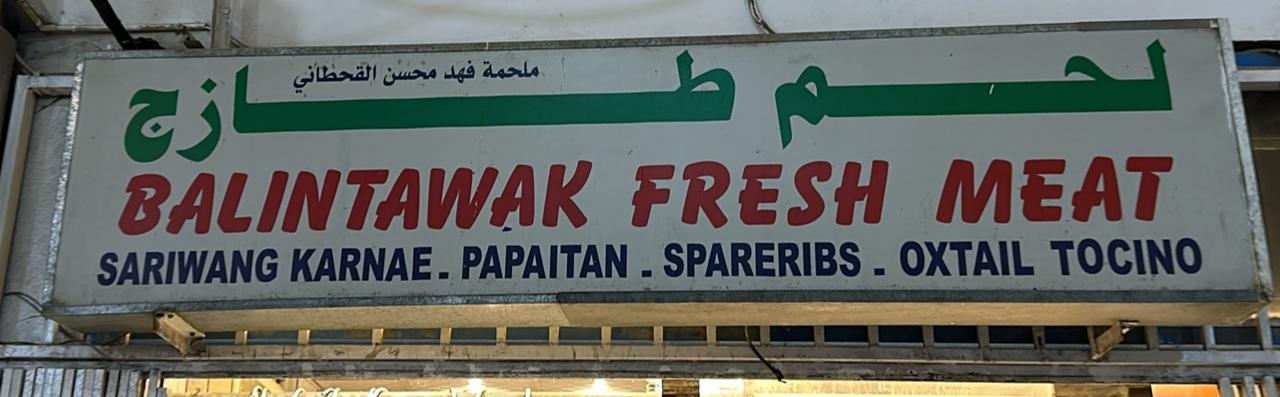 ملحمة فهد محسن القحطاني
لحم طازج
BALINTAWAK FRESH MEAT
SARIWANG KARNAE - PAPAITAN - SPARERIBS - OXTAIL TOCINO